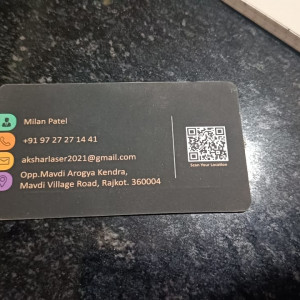 Milan Patel
+91 97 27 27 14 41
aksharlaser2021@gmail.com
Opp.Mavdi Arogya Kendra,
Mavdi Village Road, Rajkot. 360004
Scan Your Location